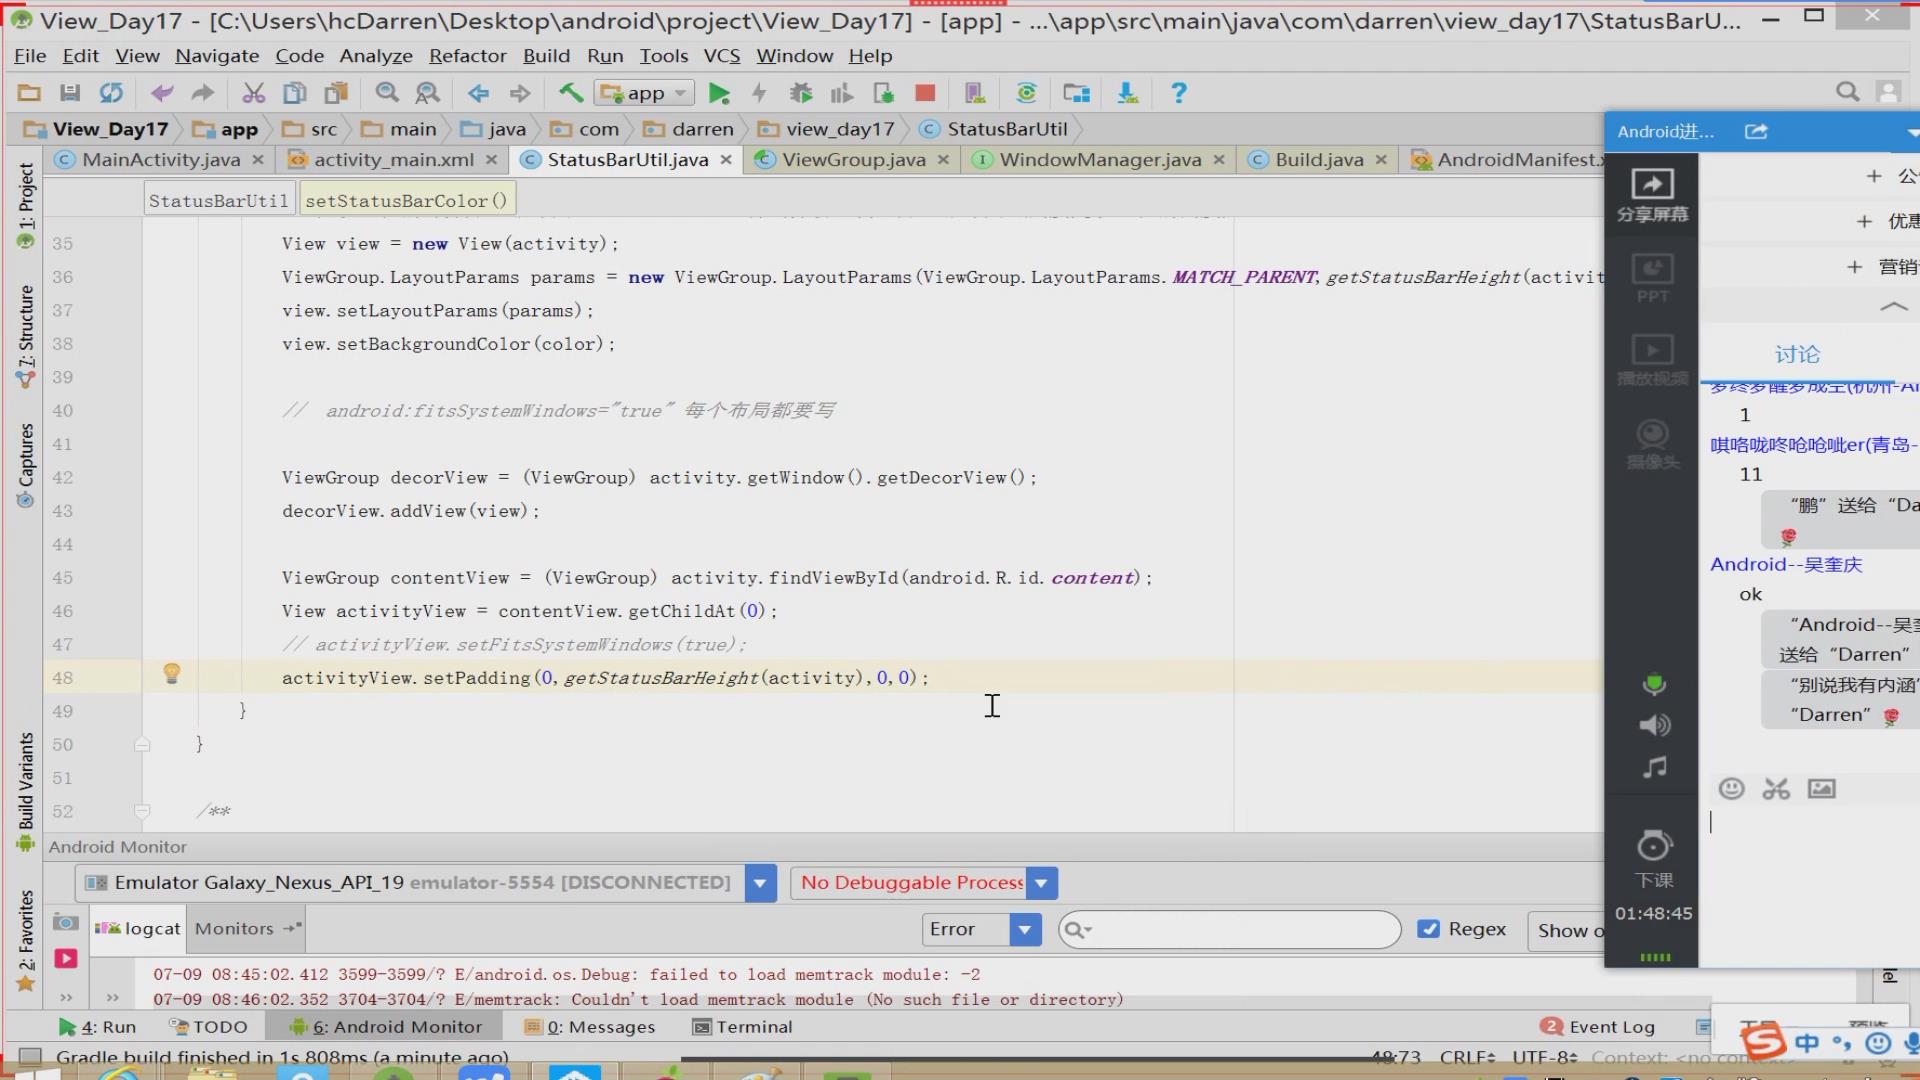 View_Day17 - [C:\Users\hcDarren\Desktop\android\project\View_Day17] - [app] - ...\app\src\main\java\com\darren\view_day17\StatusBarU...
File Edit View Navigate Code Analyze Refactor Build Run Tools VCS Window Help
app
View_Day17 app src main java com darren view_day17 StatusBarUtil
MainActivity.java activity_main.xml StatusBarUtil.java ViewGroup.java WindowManager.java Build.java AndroidManifest.x
StatusBarUtil setStatusBarColor()
35 View view = new View(activity);
36 ViewGroup.LayoutParams params = new ViewGroup.LayoutParams(ViewGroup.LayoutParams.MATCH_PARENT,getStatusBarHeight(activit
37 view.setLayoutParams(params);
38 view.setBackgroundColor(color);
39
40 // android:fitsSystemWindows="true" 每个布局都要写
41
42 ViewGroup decorView = (ViewGroup) activity.getWindow().getDecorView();
43 decorView.addView(view);
44
45 ViewGroup contentView = (ViewGroup) activity.findViewById(android.R.id.content);
46 View activityView = contentView.getChildAt(0);
47 // activityView.setFitsSystemWindows(true);
48 activityView.setPadding(0,getStatusBarHeight(activity),0,0);
49 }
50 }
51
52 /**
1: Project
7: Structure
Captures
Build Variants
2: Favorites
Android Monitor
Emulator Galaxy_Nexus_API_19 emulator-5554 [DISCONNECTED] No Debuggable Process
logcat Monitors Error Regex Show o
07-09 08:45:02.412 3599-3599/? E/android.os.Debug: failed to load memtrack module: -2
07-09 08:46:02.352 3704-3704/? E/memtrack: Couldn't load memtrack module (No such file or directory)
4: Run TODO 6: Android Monitor 0: Messages Terminal 2 Event Log
Gradle build finished in 1s 808ms (a minute ago) 48:73 CRLF UTF-8 Context: <no context>
Android进...
分享屏幕
PPT
播放视频
摄像头
下课
01:48:45
+ 公
+ 优惠
+ 营销
讨论
梦终梦醒梦成空(杭州-An
1
唭咯咙咚呛呛呲er(青岛-
11
“鹏”送给“Da
Android--吴奎庆
ok
“Android--吴奎
送给“Darren”
“别说我有内涵”
“Darren”
中